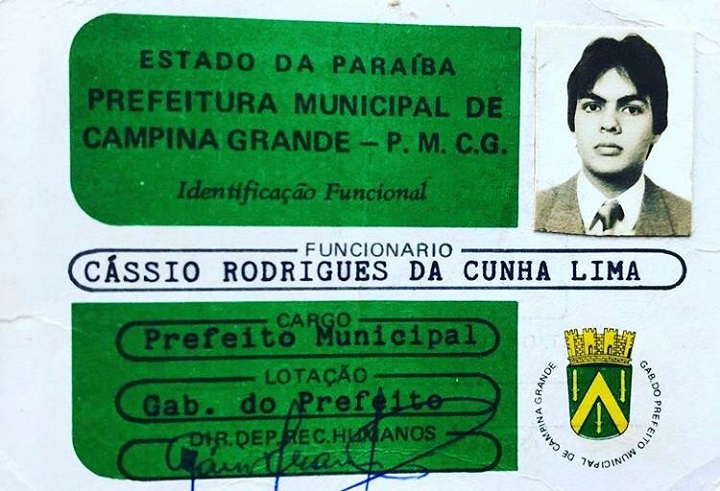 ESTADO DA PARAÍBA
PREFEITURA MUNICIPAL DE
CAMPINA GRANDE – P. M. C.G.
Identificação Funcional
FUNCIONARIO
CÁSSIO RODRIGUES DA CUNHA LIMA
CARGO
Prefeito Municipal
LOTAÇÃO
Gab. do Prefeito
DIR.DEP.REC.HUMANOS
GAB.DO PREFEITO MUNICIPAL DE CAMPINA GRANDE